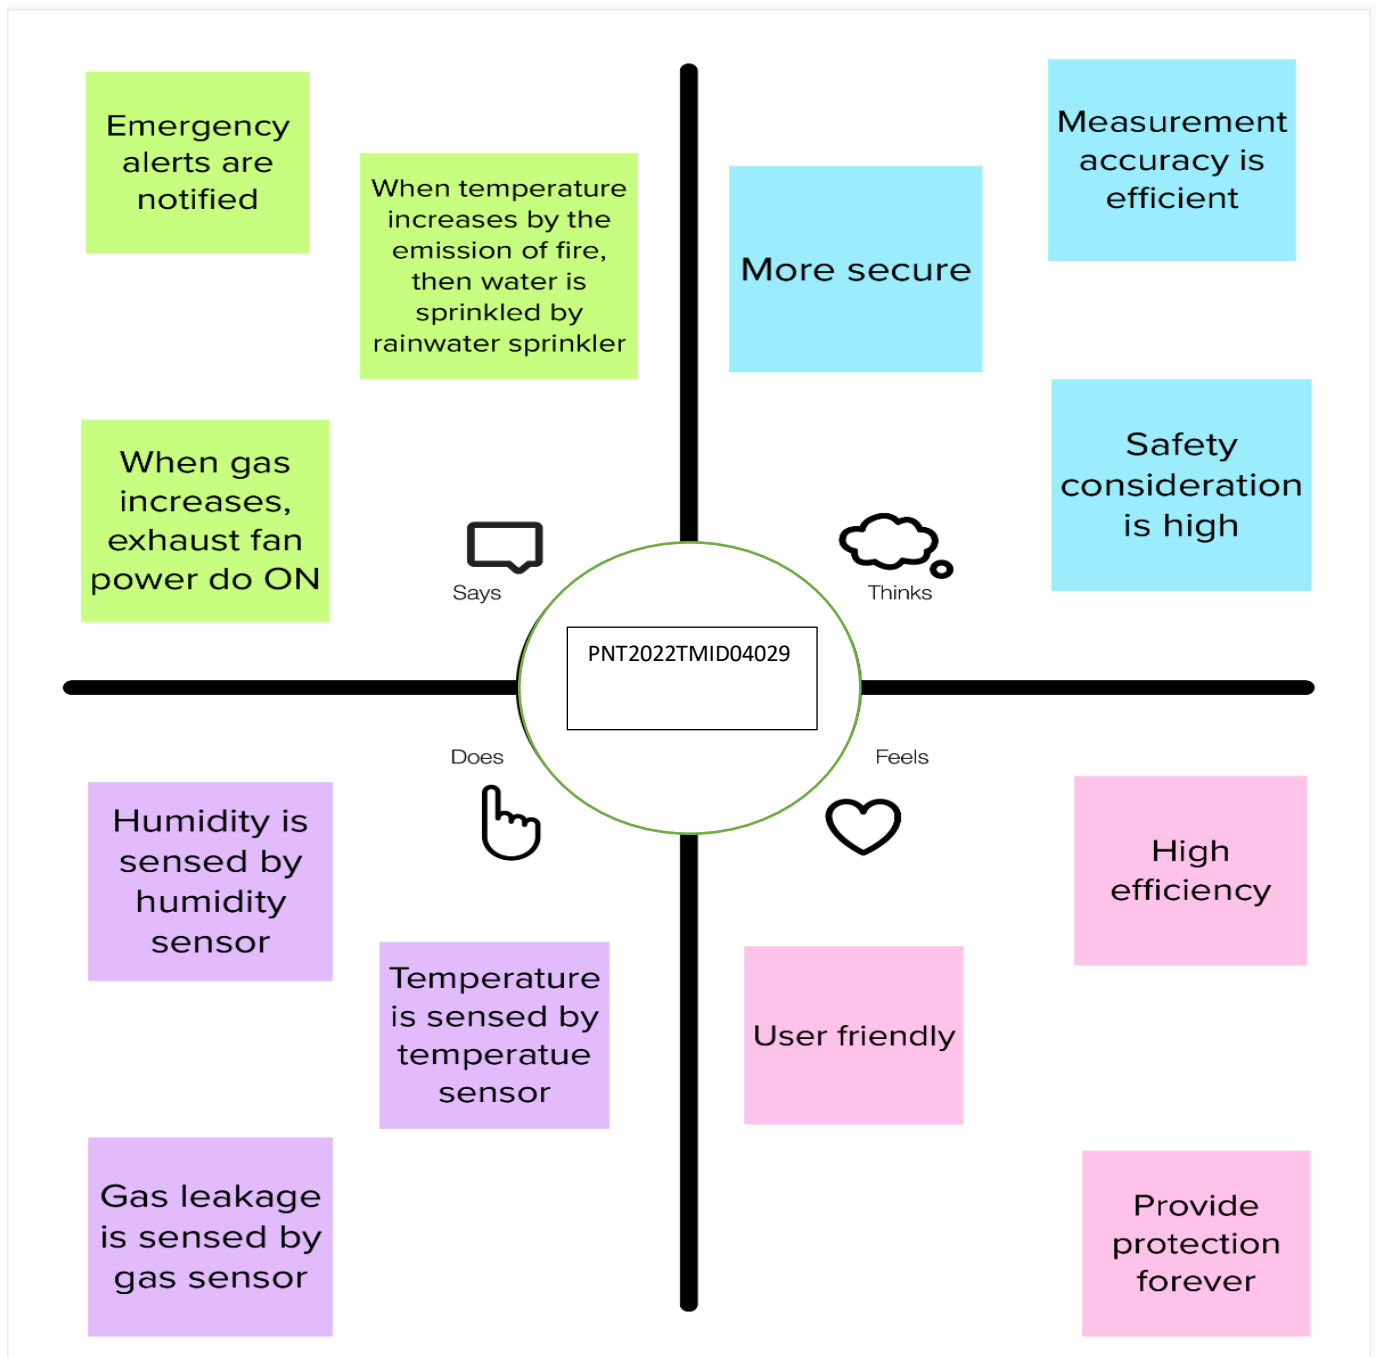 Emergency
alerts are
notified
When temperature
increases by the
emission of fire,
then water is
sprinkled by
rainwater sprinkler
When gas
increases,
exhaust fan
power do ON
Says
More secure
Measurement
accuracy is
efficient
Safety
consideration
is high
Thinks
PNT2022TMID04029
Does
Humidity is
sensed by
humidity
sensor
Temperature
is sensed by
temperatue
sensor
Gas leakage
is sensed by
gas sensor
Feels
High
efficiency
User friendly
Provide
protection
forever